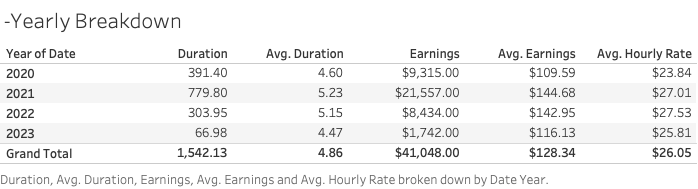 -Yearly Breakdown
Year of Date Duration Avg. Duration Earnings Avg. Earnings Avg. Hourly Rate
2020 391.40 4.60 $9,315.00 $109.59 $23.84
2021 779.80 5.23 $21,557.00 $144.68 $27.01
2022 303.95 5.15 $8,434.00 $142.95 $27.53
2023 66.98 4.47 $1,742.00 $116.13 $25.81
Grand Total 1,542.13 4.86 $41,048.00 $128.34 $26.05
Duration, Avg. Duration, Earnings, Avg. Earnings and Avg. Hourly Rate broken down by Date Year.